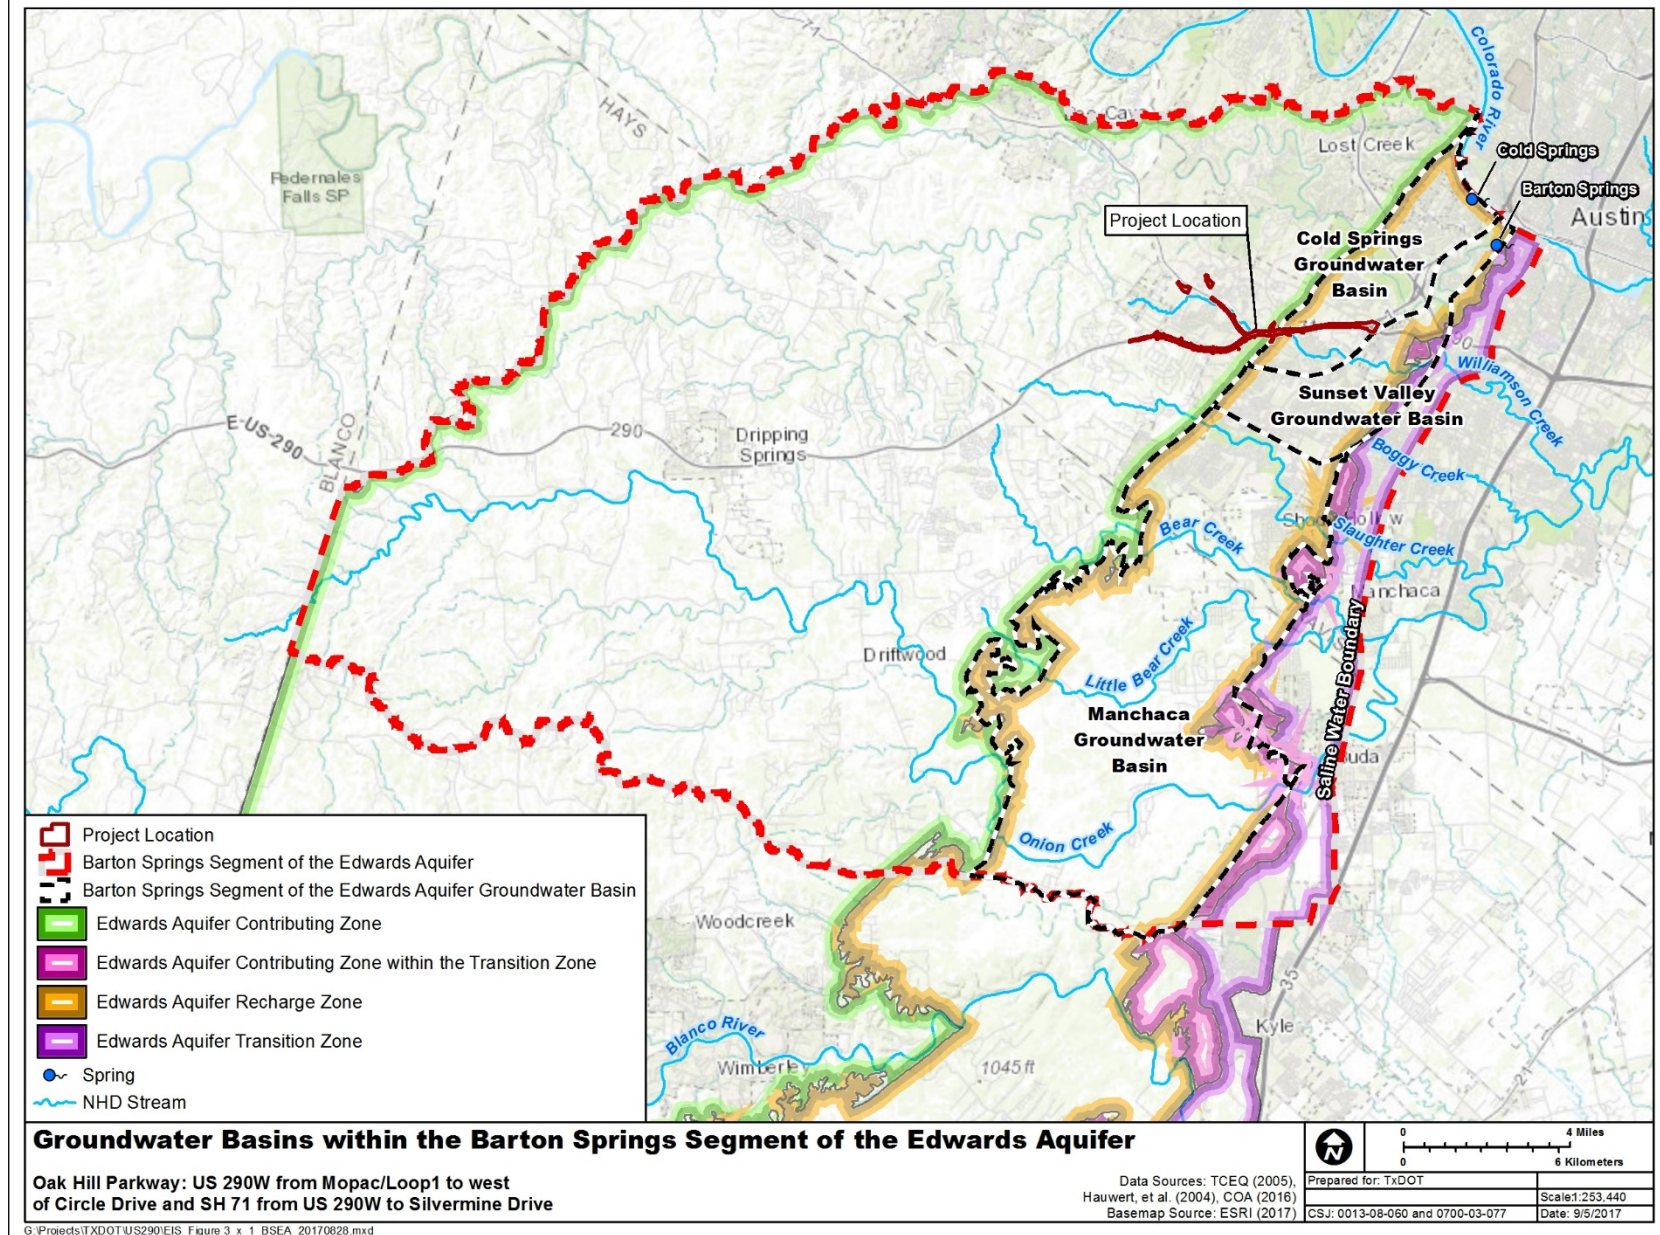 71
HAYS
Colorado River
Lost Creek
Cold Springs
Barton Springs
Pedernales
Falls SP
Austin
Project Location
Cold Springs
Groundwater
Basin
Williamson Creek
Sunset Valley
Groundwater Basin
E-US-290
BLANCO
290
Dripping
Springs
Boggy Creek
Bear Creek
Slaughter Creek
Driftwood
Little Bear Creek
Manchaca
Groundwater
Basin
Saline Water Boundary
Onion Creek
Woodcreek
Blanco River
1045 ft
35
Kyle
21
Project Location
Barton Springs Segment of the Edwards Aquifer
Barton Springs Segment of the Edwards Aquifer Groundwater Basin
Edwards Aquifer Contributing Zone
Edwards Aquifer Contributing Zone within the Transition Zone
Edwards Aquifer Recharge Zone
Edwards Aquifer Transition Zone
Spring
NHD Stream
Groundwater Basins within the Barton Springs Segment of the Edwards Aquifer
Oak Hill Parkway: US 290W from Mopac/Loop1 to west
of Circle Drive and SH 71 from US 290W to Silvermine Drive
Data Sources: TCEQ (2005),
Hauwert, et al. (2004), COA (2016)
Basemap Source: ESRI (2017)
N
0 4 Miles
0 6 Kilometers
Prepared for: TxDOT
Scale:1:253,440
CSJ: 0013-08-060 and 0700-03-077
Date: 9/5/2017
G:\Projects\TXDOT\US290\EIS_Figure_3_x_1_BSEA_20170828.mxd